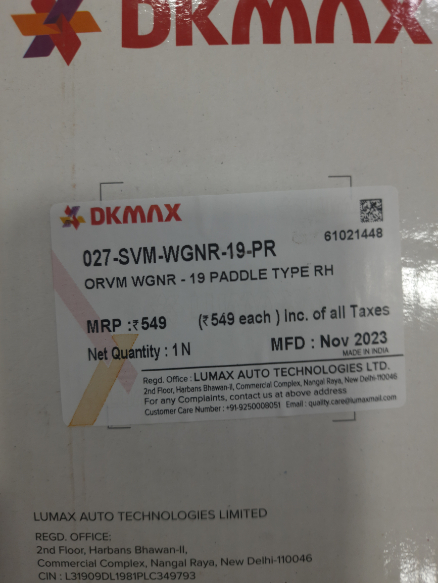 DKMAX
DKMAX
61021448
027-SVM-WGNR-19-PR
ORVM WGNR - 19 PADDLE TYPE RH
MRP :₹549 (₹549 each ) Inc. of all Taxes
Net Quantity : 1 N MFD : Nov 2023
MADE IN INDIA
Regd. Office : LUMAX AUTO TECHNOLOGIES LTD.
2nd Floor, Harbans Bhawan-II, Commercial Complex, Nangal Raya, New Delhi-110046
For any Complaints, contact us at above address
Customer Care Number : +91-9250008051 Email : quality.care@lumaxmail.com
LUMAX AUTO TECHNOLOGIES LIMITED
REGD. OFFICE:
2nd Floor, Harbans Bhawan-II,
Commercial Complex, Nangal Raya, New Delhi-110046
CIN : L31909DL1981PLC349793